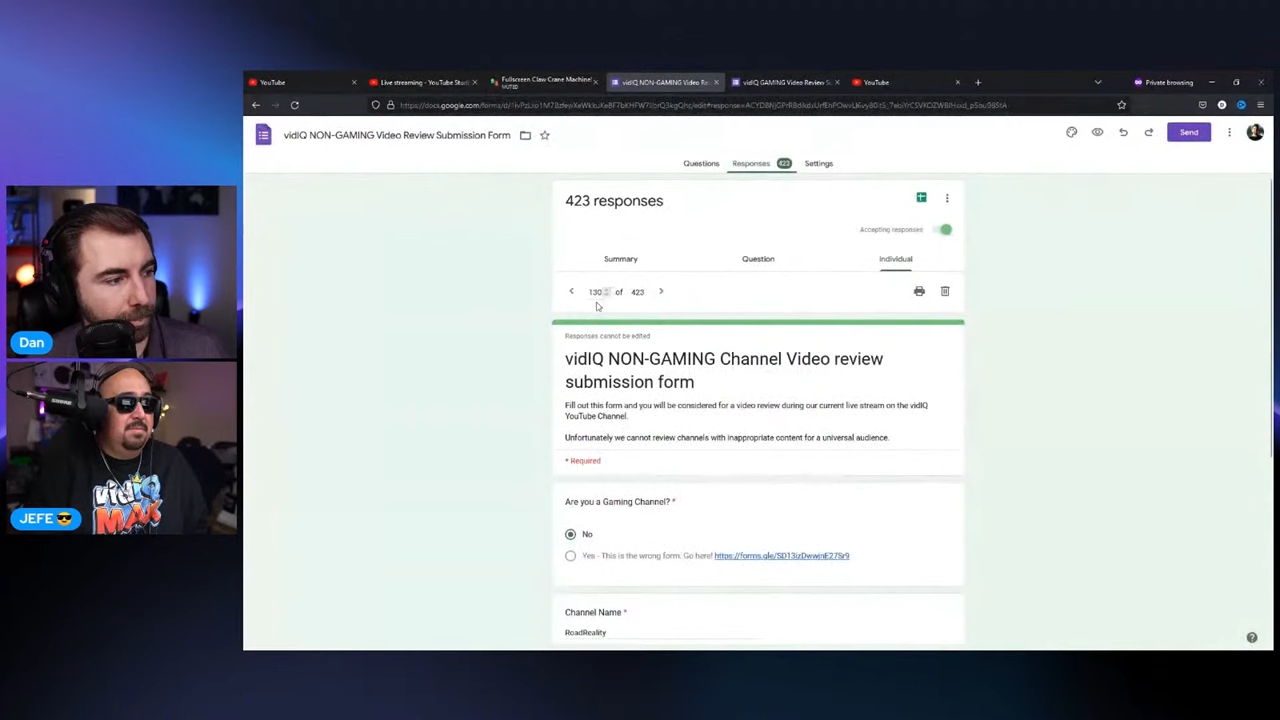 YouTube
Live streaming - YouTube Stud
Fullscreen Claw Crane Machine!
MUTED
vidIQ NON-GAMING Video Re
vidIQ GAMING Video Review S
YouTube
Private browsing
vidIQ NON-GAMING Video Review Submission Form
Send
Questions
Responses 423
Settings
423 responses
Accepting responses
Summary
Question
Individual
130 of 423
Responses cannot be edited
vidIQ NON-GAMING Channel Video review
submission form
Fill out this form and you will be considered for a video review during our current live stream on the vidIQ
YouTube Channel.
Unfortunately we cannot review channels with inappropriate content for a universal audience.
* Required
Are you a Gaming Channel? *
No
Yes - This is the wrong form. Go here! https://forms.gle/SD13izDwwjnE27Sr9
Channel Name *
RoadReality
Dan
vidIQ
MAX
JEFE 😎